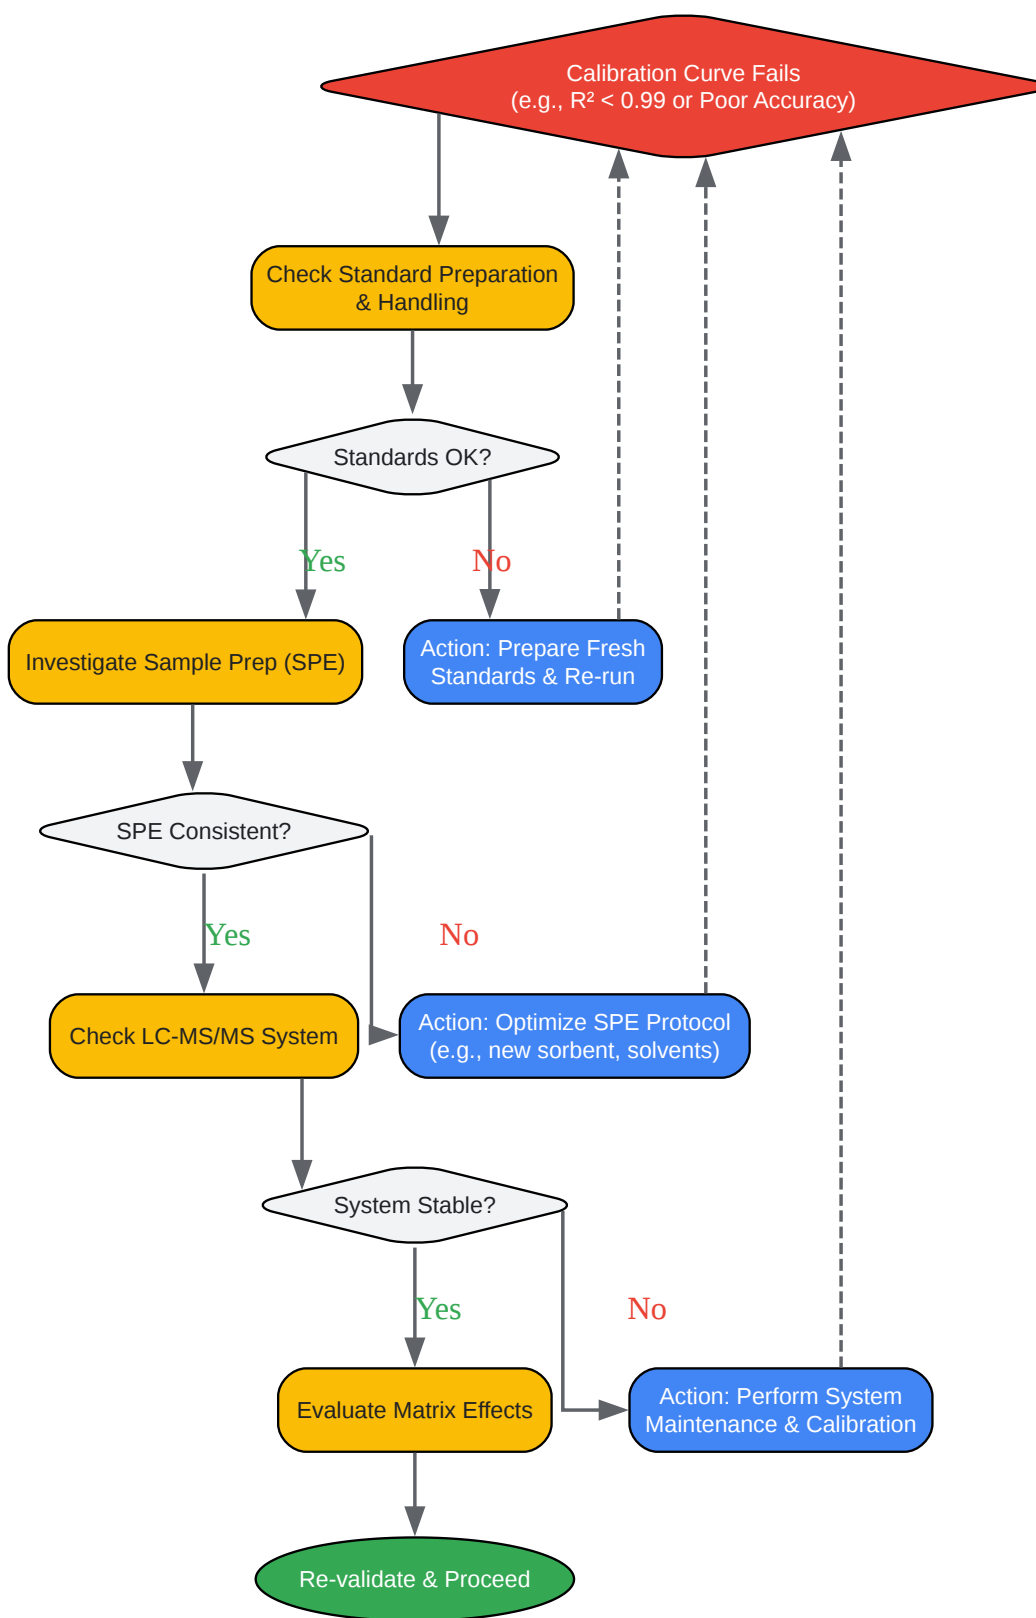 Calibration Curve Fails
(e.g., R² < 0.99 or Poor Accuracy)
Check Standard Preparation
& Handling
Standards OK?
Yes
No
Investigate Sample Prep (SPE)
Action: Prepare Fresh
Standards & Re-run
SPE Consistent?
Yes
No
Check LC-MS/MS System
Action: Optimize SPE Protocol
(e.g., new sorbent, solvents)
System Stable?
Yes
No
Evaluate Matrix Effects
Action: Perform System
Maintenance & Calibration
Re-validate & Proceed